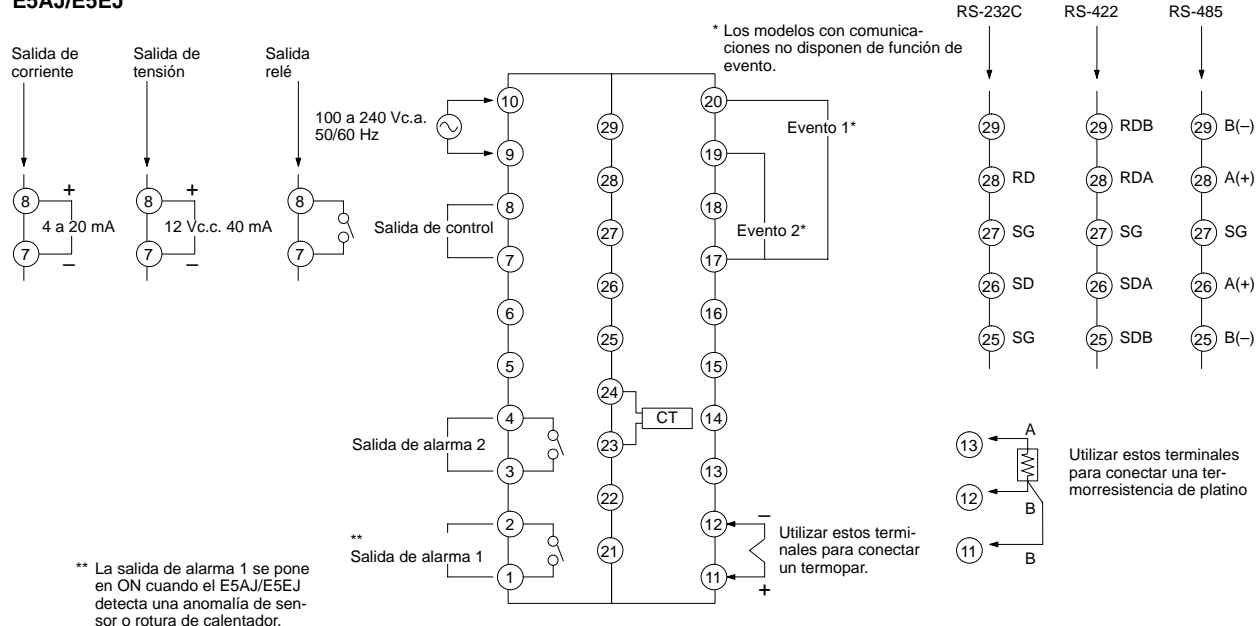 E5AJ/E5EJ
Salida de
corriente
Salida de
tensión
Salida
relé
8
+
4 a 20 mA
7
–
8
+
12 Vc.c. 40 mA
7
–
8
7
100 a 240 Vc.a.
50/60 Hz
Salida de control
Salida de alarma 2
**
Salida de alarma 1
** La salida de alarma 1 se pone
en ON cuando el E5AJ/E5EJ
detecta una anomalía de sen-
sor o rotura de calentador.
10
9
8
7
6
5
4
3
2
1
29
28
27
26
25
24
23
22
21
CT
20
19
18
17
16
15
14
13
12
11
* Los modelos con comunica-
ciones no disponen de función de
evento.
Evento 1*
Evento 2*
–
+
Utilizar estos termi-
nales para conectar
un termopar.
RS-232C
29
28 RD
27 SG
26 SD
25 SG
RS-422
29 RDB
28 RDA
27 SG
26 SDA
25 SDB
RS-485
29 B(–)
28 A(+)
27 SG
26 A(+)
25 B(–)
13
A
12
B
11
B
Utilizar estos terminales
para conectar una ter-
morresistencia de platino